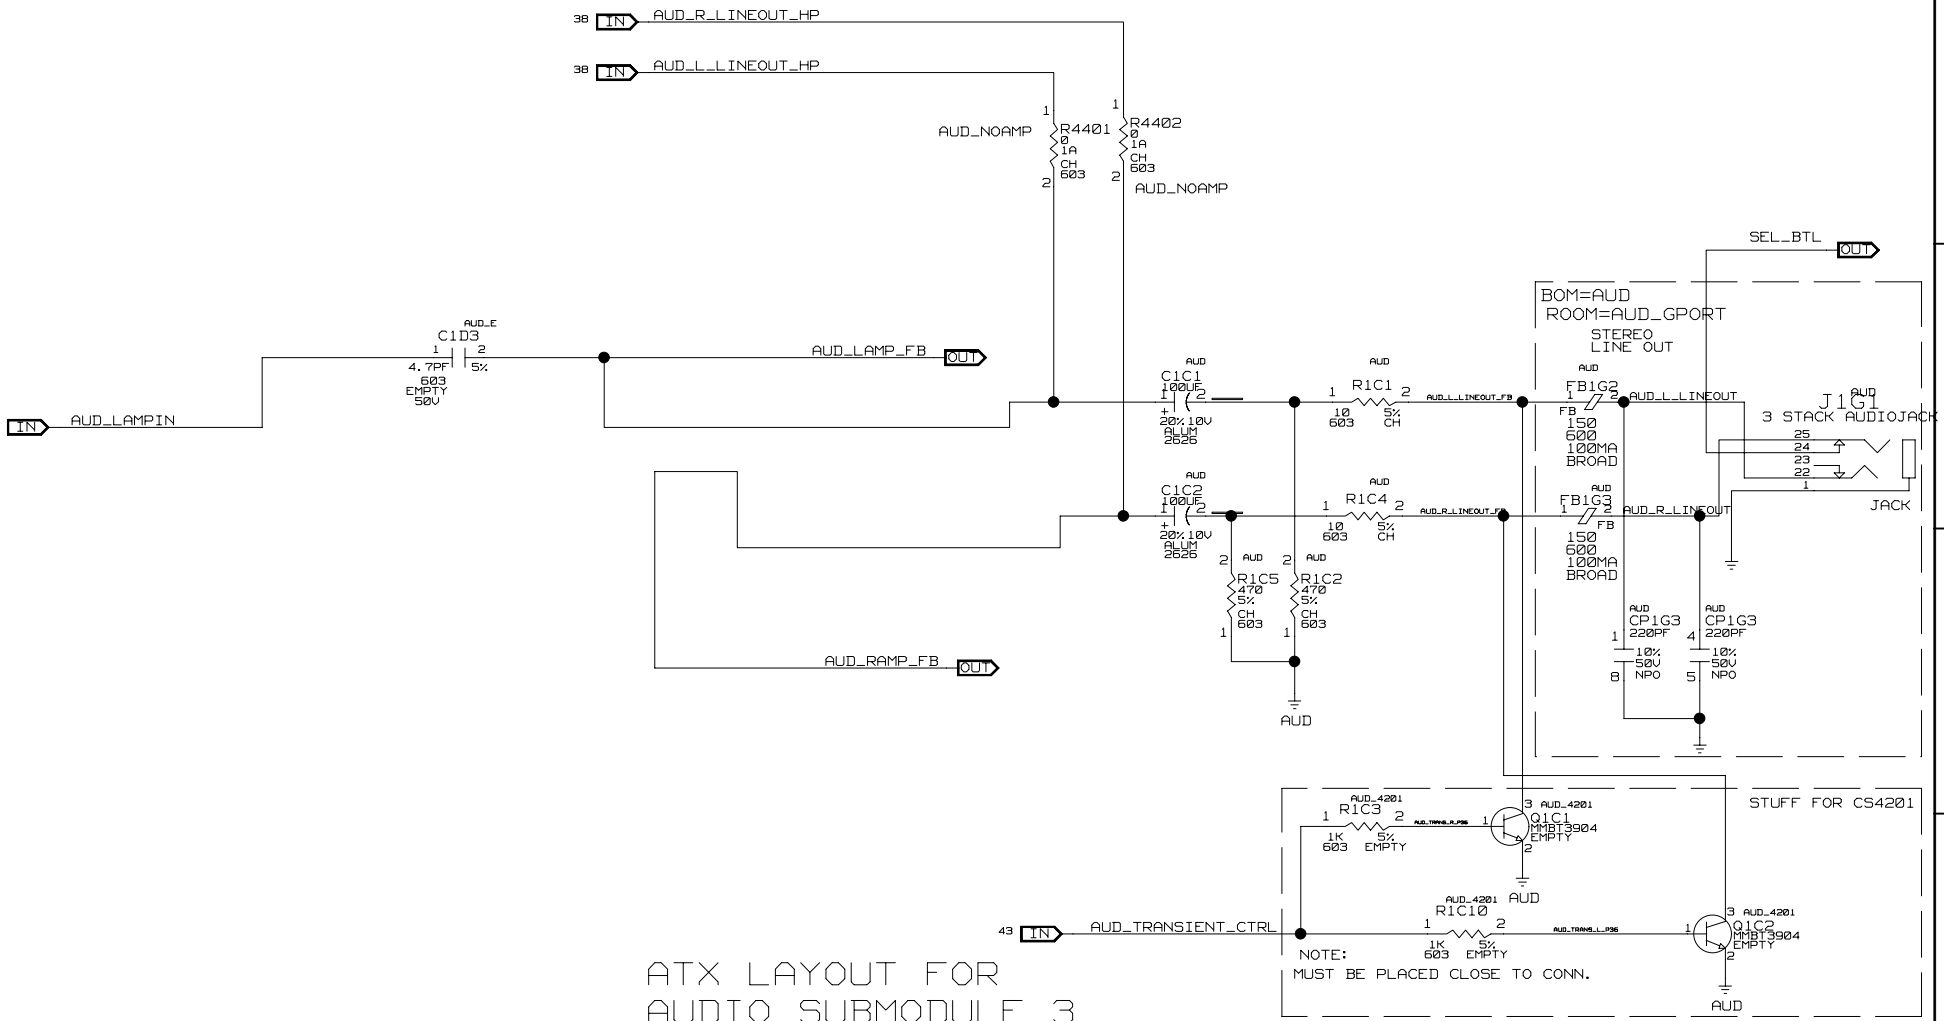 38 IN AUD_R_LINEOUT_HP
38 IN AUD_L_LINEOUT_HP
1
R4401
0
1A
CH
603
2
AUD_NOAMP
1
R4402
0
1A
CH
603
2
AUD_NOAMP
SEL_BTL
OUT
BOM=AUD
ROOM=AUD_GPORT
STEREO
LINE OUT
AUD_E
C1D3
1 2
4.7PF 5%
603
EMPTY
50V
AUD_LAMP_FB
OUT
IN AUD_LAMPIN
AUD
C1C1
100UF
1 2
+
20% 10V
ALUM
2626
AUD
R1C1
1 2
10 5%
603 CH
AUD_L_LINEOUT_FB
AUD
FB1G2
1 2
FB
150
600
100MA
BROAD
AUD_L_LINEOUT
AUD
J1G1
3 STACK AUDIOJACK
25
24
23
22
1
JACK
AUD
C1C2
100UF
1 2
+
20% 10V
ALUM
2626
AUD
R1C4
1 2
10 5%
603 CH
AUD_R_LINEOUT_FB
AUD
FB1G3
1 2
FB
150
600
100MA
BROAD
AUD_R_LINEOUT
2 AUD
R1C5
470
5%
CH
603
1
2 AUD
R1C2
470
5%
CH
603
1
AUD
AUD
CP1G3
1 220PF
10%
50V
8 NPO
AUD
CP1G3
4 220PF
10%
50V
5 NPO
AUD_RAMP_FB
OUT
STUFF FOR CS4201
AUD_4201
R1C3
1 2
1K 5%
603 EMPTY
AUD_TRANS_R_P36
1
3 AUD_4201
Q1C1
MMBT3904
EMPTY
2
AUD
43 IN AUD_TRANSIENT_CTRL
AUD_4201
R1C10
1 2
1K 5%
603 EMPTY
AUD_TRANS_L_P36
1
3 AUD_4201
Q1C2
MMBT3904
EMPTY
2
AUD
NOTE:
MUST BE PLACED CLOSE TO CONN.
ATX LAYOUT FOR
AUDIO SUBMODULE 3